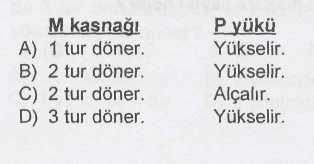 M kasnağı P yükü
A) 1 tur döner. Yükselir.
B) 2 tur döner. Yükselir.
C) 2 tur döner. Alçalır.
D) 3 tur döner. Yükselir.